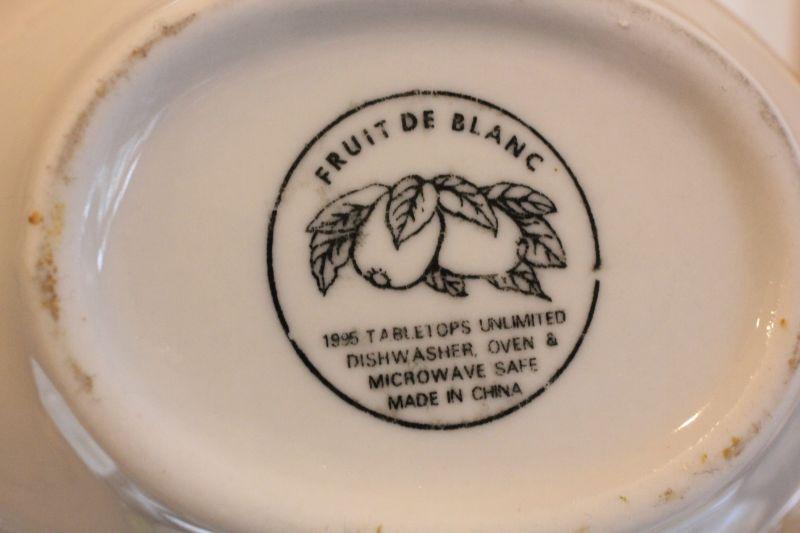 FRUIT DE BLANC
1995 TABLETOPS UNLIMITED
DISHWASHER, OVEN &
MICROWAVE SAFE
MADE IN CHINA